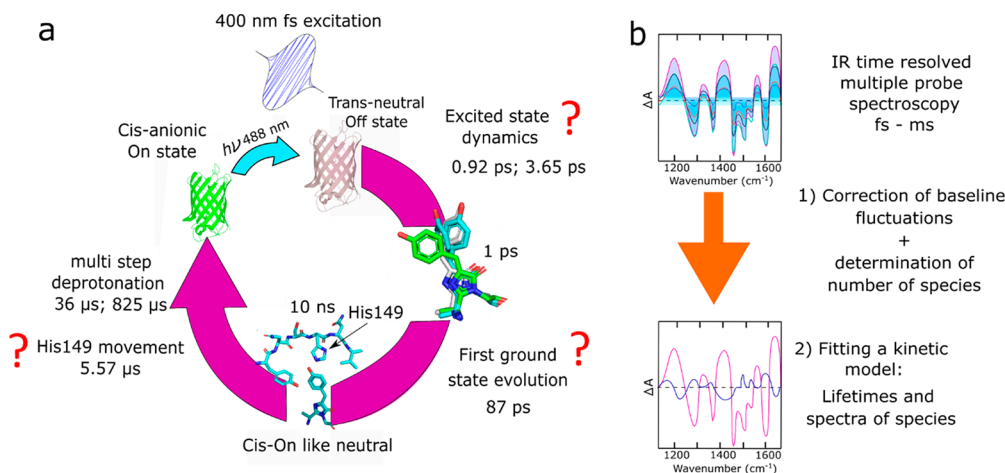 a
400 nm fs excitation
Trans-neutral
Off state
Cis-anionic
On state
hν 488 nm
Excited state
dynamics
?
0.92 ps; 3.65 ps
1 ps
multi step
deprotonation
36 μs; 825 μs
10 ns
His149
?
His149 movement
5.57 μs
First ground
state evolution
?
87 ps
Cis-On like neutral
b
ΔA
1200 1400 1600
Wavenumber (cm-1)
IR time resolved
multiple probe
spectroscopy
fs - ms
1) Correction of baseline
fluctuations
+
determination of
number of species
ΔA
1200 1400 1600
Wavenumber (cm-1)
2) Fitting a kinetic
model:
Lifetimes and
spectra of species